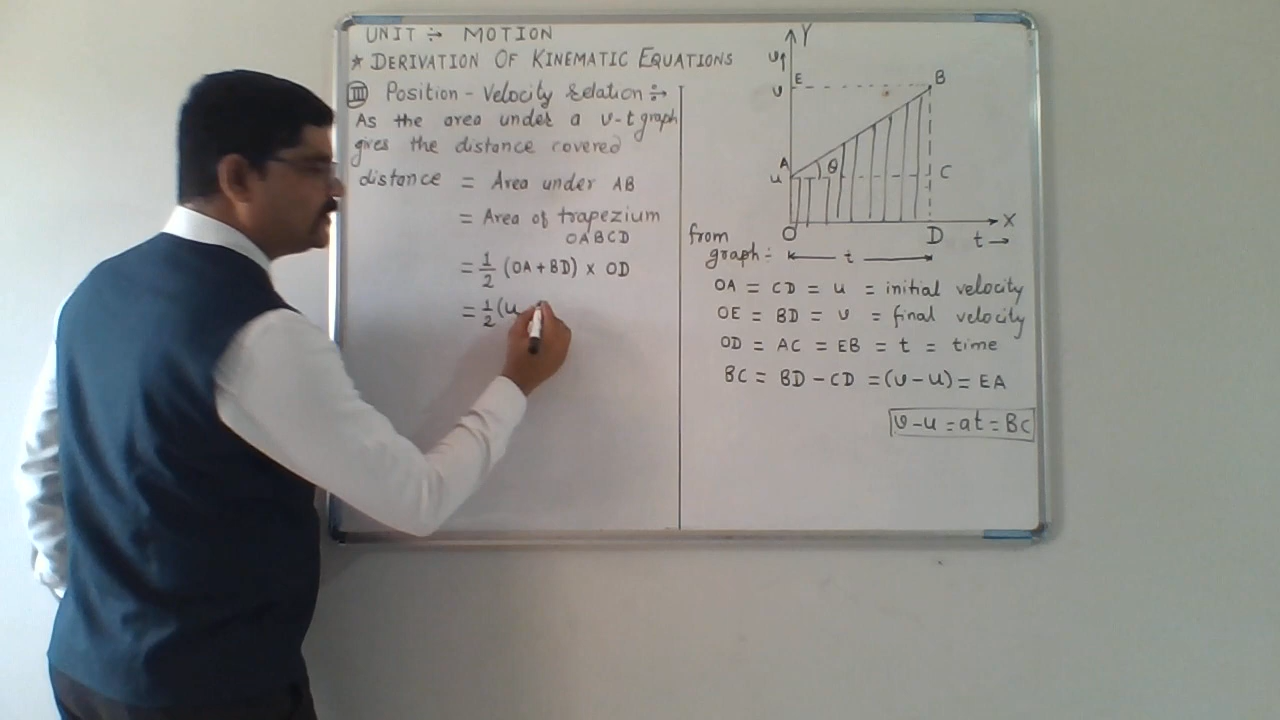 UNIT ÷ MOTION
* DERIVATION OF KINEMATIC EQUATIONS
III Position - Velocity Relation ÷
As the area under a v-t graph
gives the distance covered
distance = Area under AB
= Area of trapezium
OABCD
= 1/2 (OA + BD) × OD
= 1/2 (u
Y
v↑
E
B
v
A
θ
u
C
O
D
X
t →
from
graph :-
t
OA = CD = u = initial velocity
OE = BD = v = final velocity
OD = AC = EB = t = time
BC = BD - CD = (v - u) = EA
v - u = at = BC